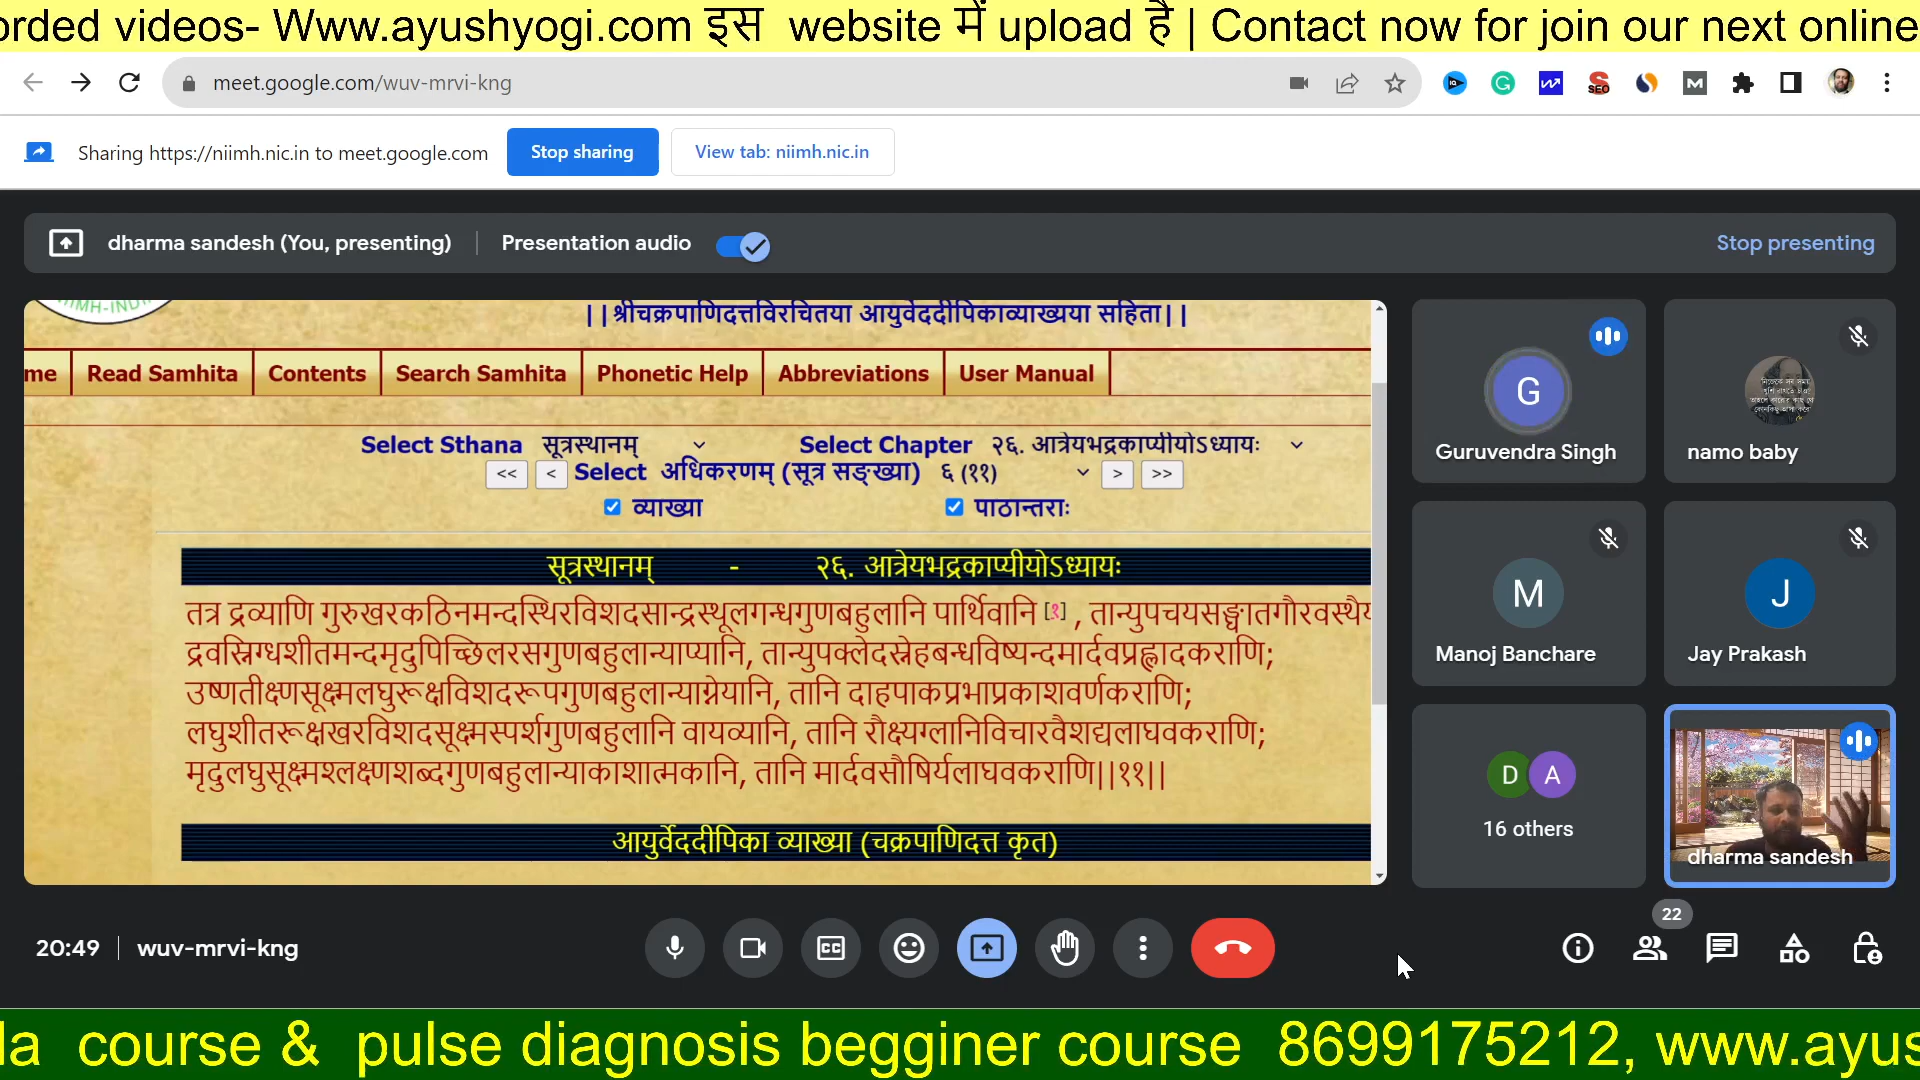 orded videos- Www.ayushyogi.com इस website में upload है | Contact now for join our next online
meet.google.com/wuv-mrvi-kng
Sharing https://niimh.nic.in to meet.google.com
Stop sharing
View tab: niimh.nic.in
dharma sandesh (You, presenting)
Presentation audio
Stop presenting
||श्रीचक्रपाणिदत्तविरचितया आयुर्वेददीपिकाव्याख्यया सहिता||
me Read Samhita Contents Search Samhita Phonetic Help Abbreviations User Manual
Select Sthana सूत्रस्थानम् Select Chapter २६. आत्रेयभद्रकाप्यीयोऽध्यायः
<< < Select अधिकरणम् (सूत्र सङ्ख्या) ६ (११) > >>
व्याख्या पाठान्तराः
सूत्रस्थानम् - २६. आत्रेयभद्रकाप्यीयोऽध्यायः
तत्र द्रव्याणि गुरुखरकठिनमन्दस्थिरविशदसान्द्रस्थूलगन्धगुणबहुलानि पार्थिवानि [१] , तान्युपचयसङ्घातगौरवस्थैर्य
द्रवस्निग्धशीतमन्दमृदुपिच्छिलरसगुणबहुलान्याप्यानि, तान्युपक्लेदस्नेहबन्धविष्यन्दमार्दवप्रह्लादकराणि;
उष्णतीक्ष्णसूक्ष्मलघुरूक्षविशदरूपगुणबहुलान्याग्नेयानि, तानि दाहपाकप्रभाप्रकाशवर्णकराणि;
लघुशीतरूक्षखरविशदसूक्ष्मस्पर्शगुणबहुलानि वायव्यानि, तानि रौक्ष्यग्लानिविचारवैशद्यलाघवकराणि;
मृदुलघुसूक्ष्मश्लक्ष्णशब्दगुणबहुलान्याकाशात्मकानि, तानि मार्दवसौषिर्यलाघवकराणि||११||
आयुर्वेददीपिका व्याख्या (चक्रपाणिदत्त कृत)
G
Guruvendra Singh
namo baby
M
Manoj Banchare
J
Jay Prakash
D A
16 others
dharma sandesh
22
20:49 wuv-mrvi-kng
la course & pulse diagnosis begginer course 8699175212, www.ayus